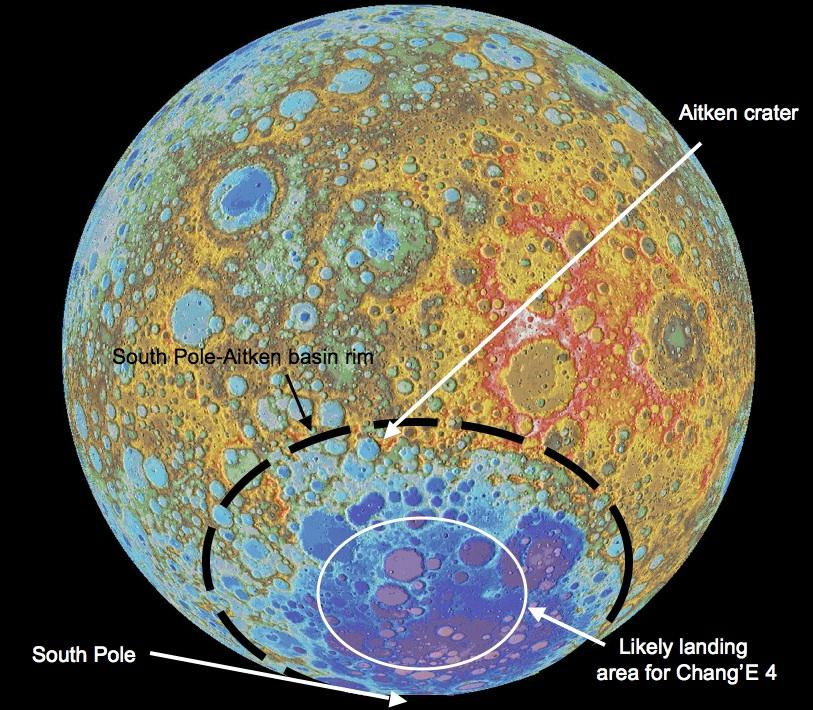 Aitken crater
South Pole-Aitken basin rim
South Pole
Likely landing
area for Chang'E 4